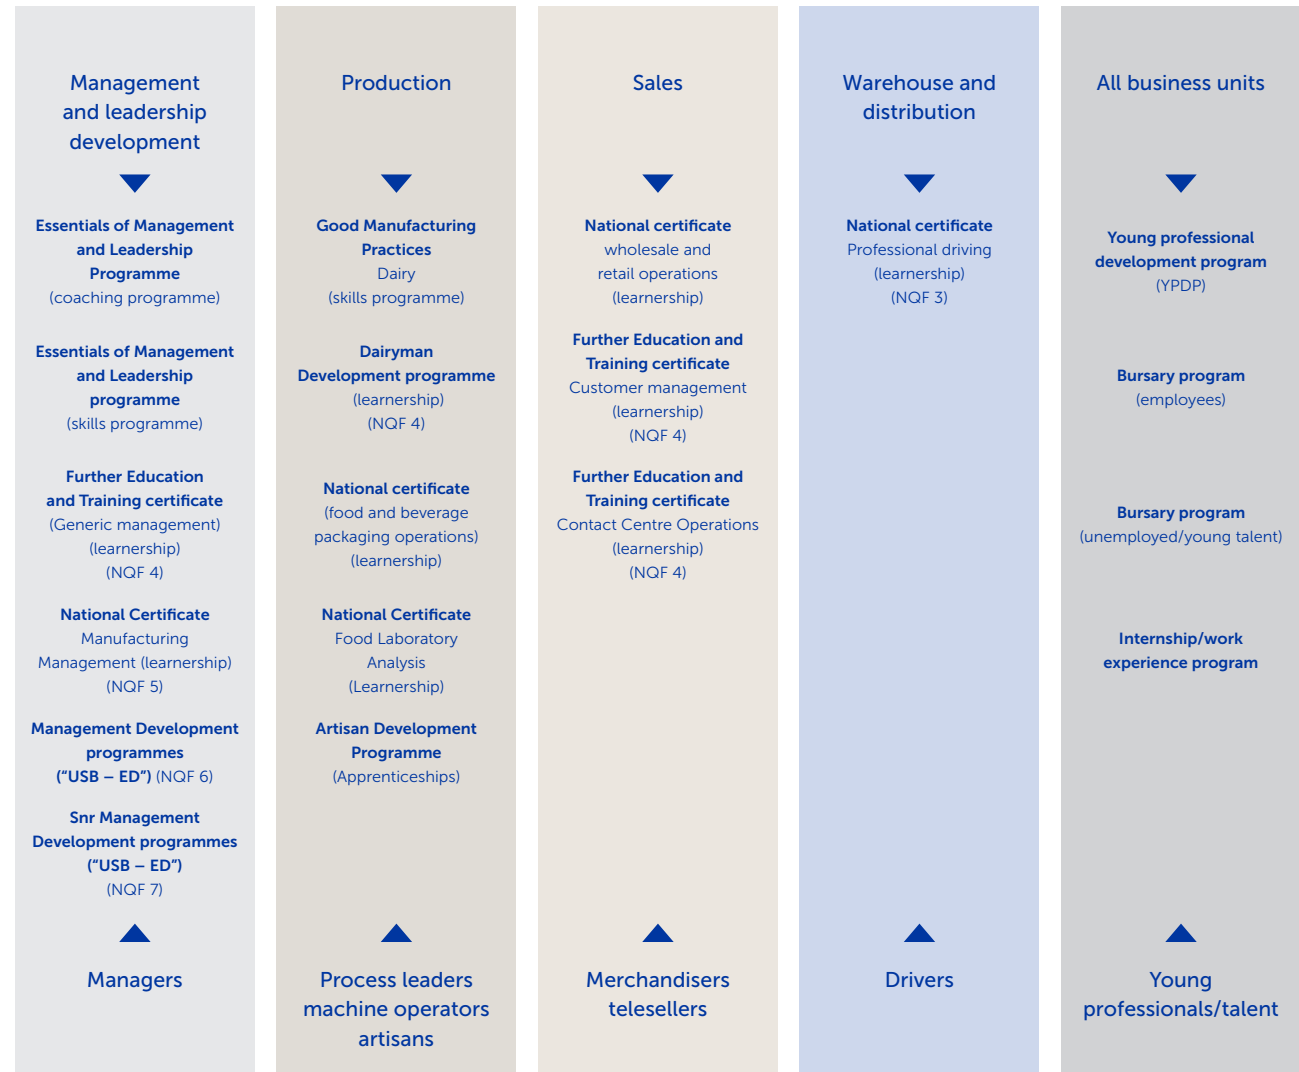 Management
and leadership
development
Essentials of Management
and Leadership
Programme
(coaching programme)
Essentials of Management
and Leadership
programme
(skills programme)
Further Education
and Training certificate
(Generic management)
(learnership)
(NQF 4)
National Certificate
Manufacturing
Management (learnership)
(NQF 5)
Management Development
programmes
(“USB – ED”) (NQF 6)
Snr Management
Development programmes
(“USB – ED”)
(NQF 7)
Managers
Production
Good Manufacturing
Practices
Dairy
(skills programme)
Dairyman
Development programme
(learnership)
(NQF 4)
National certificate
(food and beverage
packaging operations)
(learnership)
National Certificate
Food Laboratory
Analysis
(Learnership)
Artisan Development
Programme
(Apprenticeships)
Process leaders
machine operators
artisans
Sales
National certificate
wholesale and
retail operations
(learnership)
Further Education and
Training certificate
Customer management
(learnership)
(NQF 4)
Further Education and
Training certificate
Contact Centre Operations
(learnership)
(NQF 4)
Merchandisers
telesellers
Warehouse and
distribution
National certificate
Professional driving
(learnership)
(NQF 3)
Drivers
All business units
Young professional
development program
(YPDP)
Bursary program
(employees)
Bursary program
(unemployed/young talent)
Internship/work
experience program
Young
professionals/talent